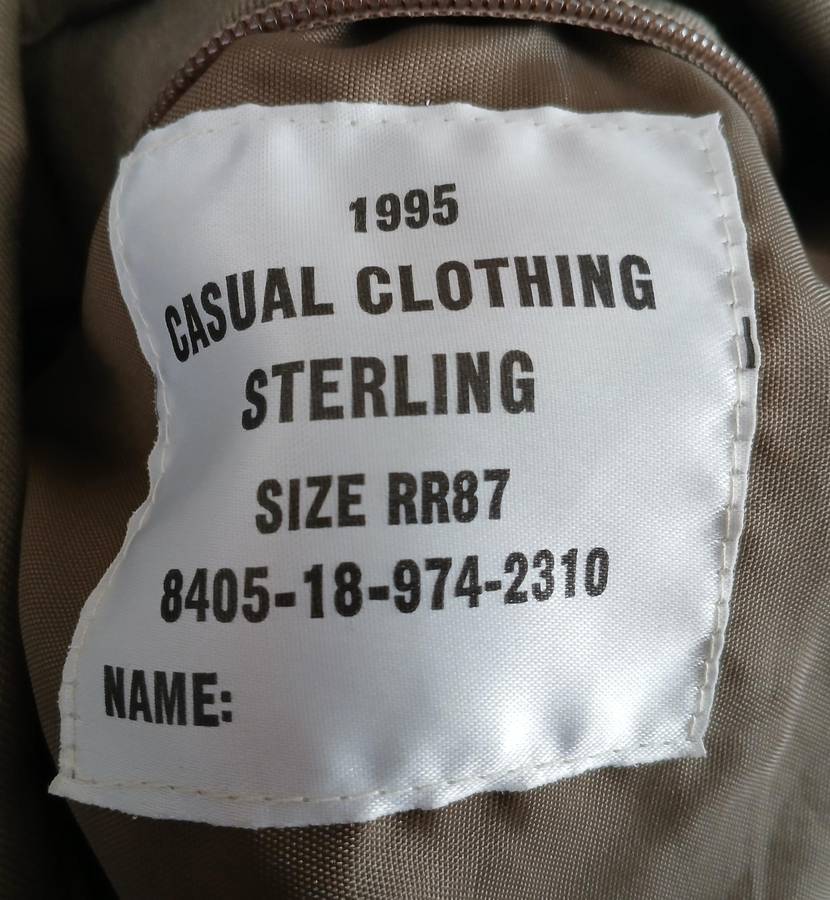 1995
CASUAL CLOTHING
STERLING
SIZE RR87
8405-18-974-2310
NAME: